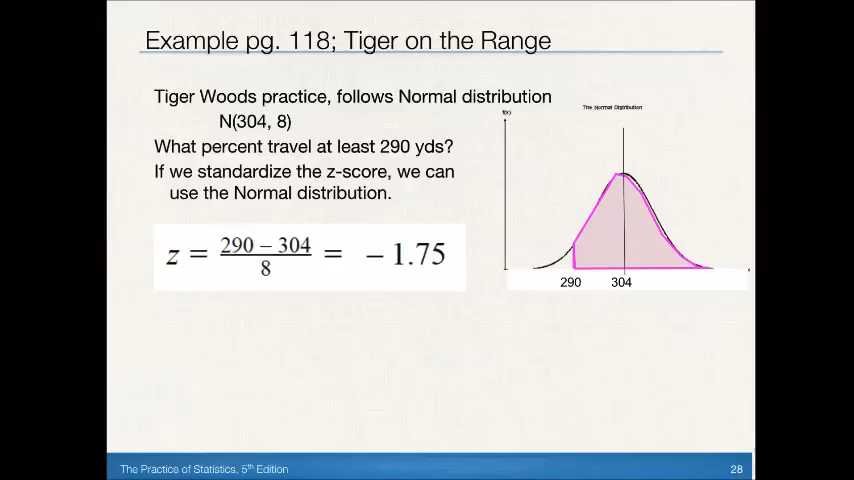 Example pg. 118; Tiger on the Range
Tiger Woods practice, follows Normal distribution
N(304, 8)
What percent travel at least 290 yds?
If we standardize the z-score, we can
use the Normal distribution.
z = 290 – 304 / 8 = – 1.75
The Normal Distribution
f(x)
290 304
The Practice of Statistics, 5th Edition
28